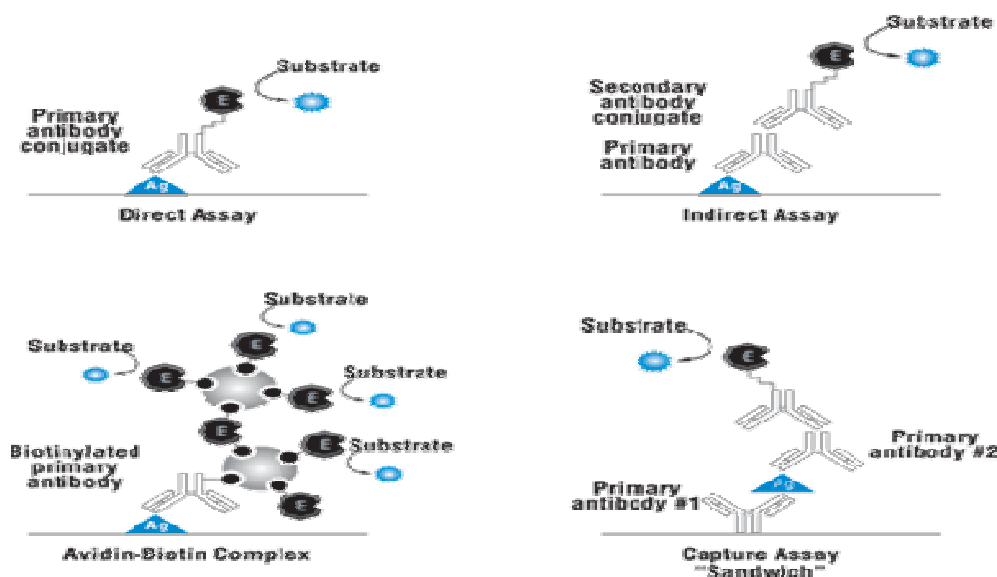 Substrate
E
Primary
antibody
conjugate
Ag
Direct Assay
Substrate
E
Secondary
antibody
conjugate
Primary
antibody
Ag
Indirect Assay
Substrate
E
Substrate
E
Substrate
E
E
E
Substrate
Biotinylated
primary
antibody
E
Ag
Avidin-Biotin Complex
Substrate
E
Primary
antibody #2
Ag
Primary
antibody #1
Capture Assay
"Sandwich"